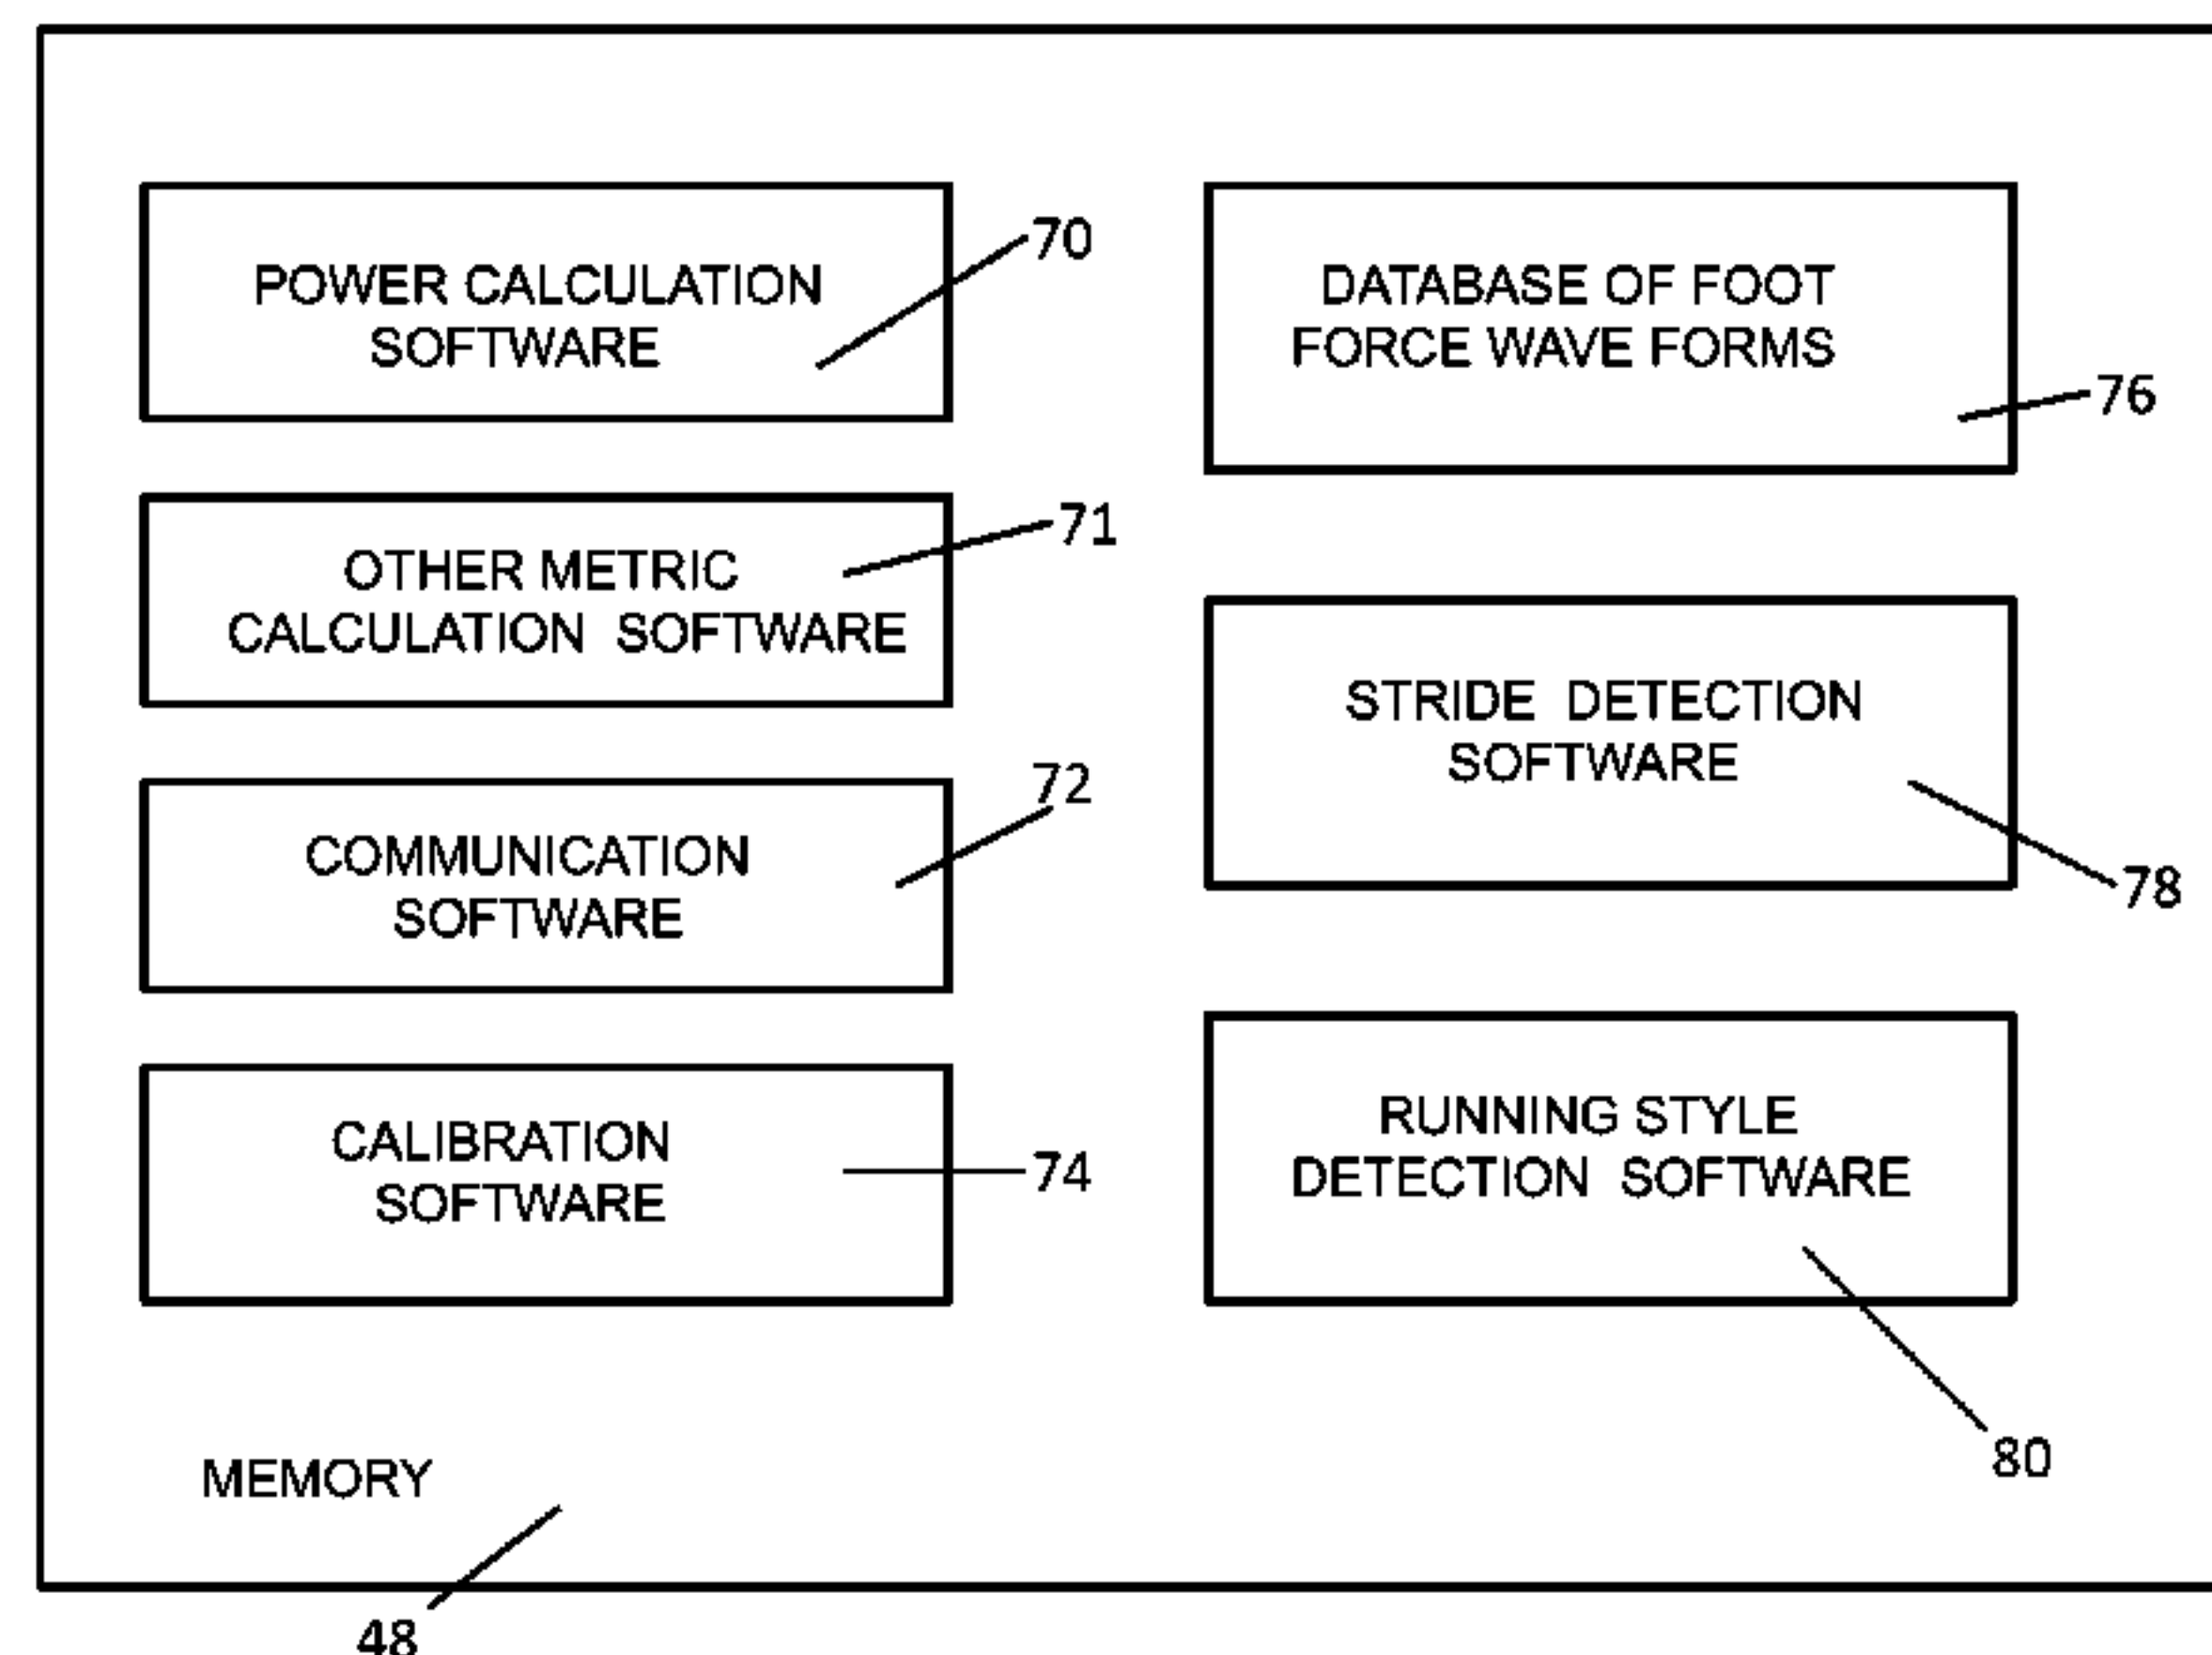 POWER CALCULATION
SOFTWARE
70
OTHER METRIC
CALCULATION SOFTWARE
71
COMMUNICATION
SOFTWARE
72
CALIBRATION
SOFTWARE
74
DATABASE OF FOOT
FORCE WAVE FORMS
76
STRIDE DETECTION
SOFTWARE
78
RUNNING STYLE
DETECTION SOFTWARE
80
MEMORY
48